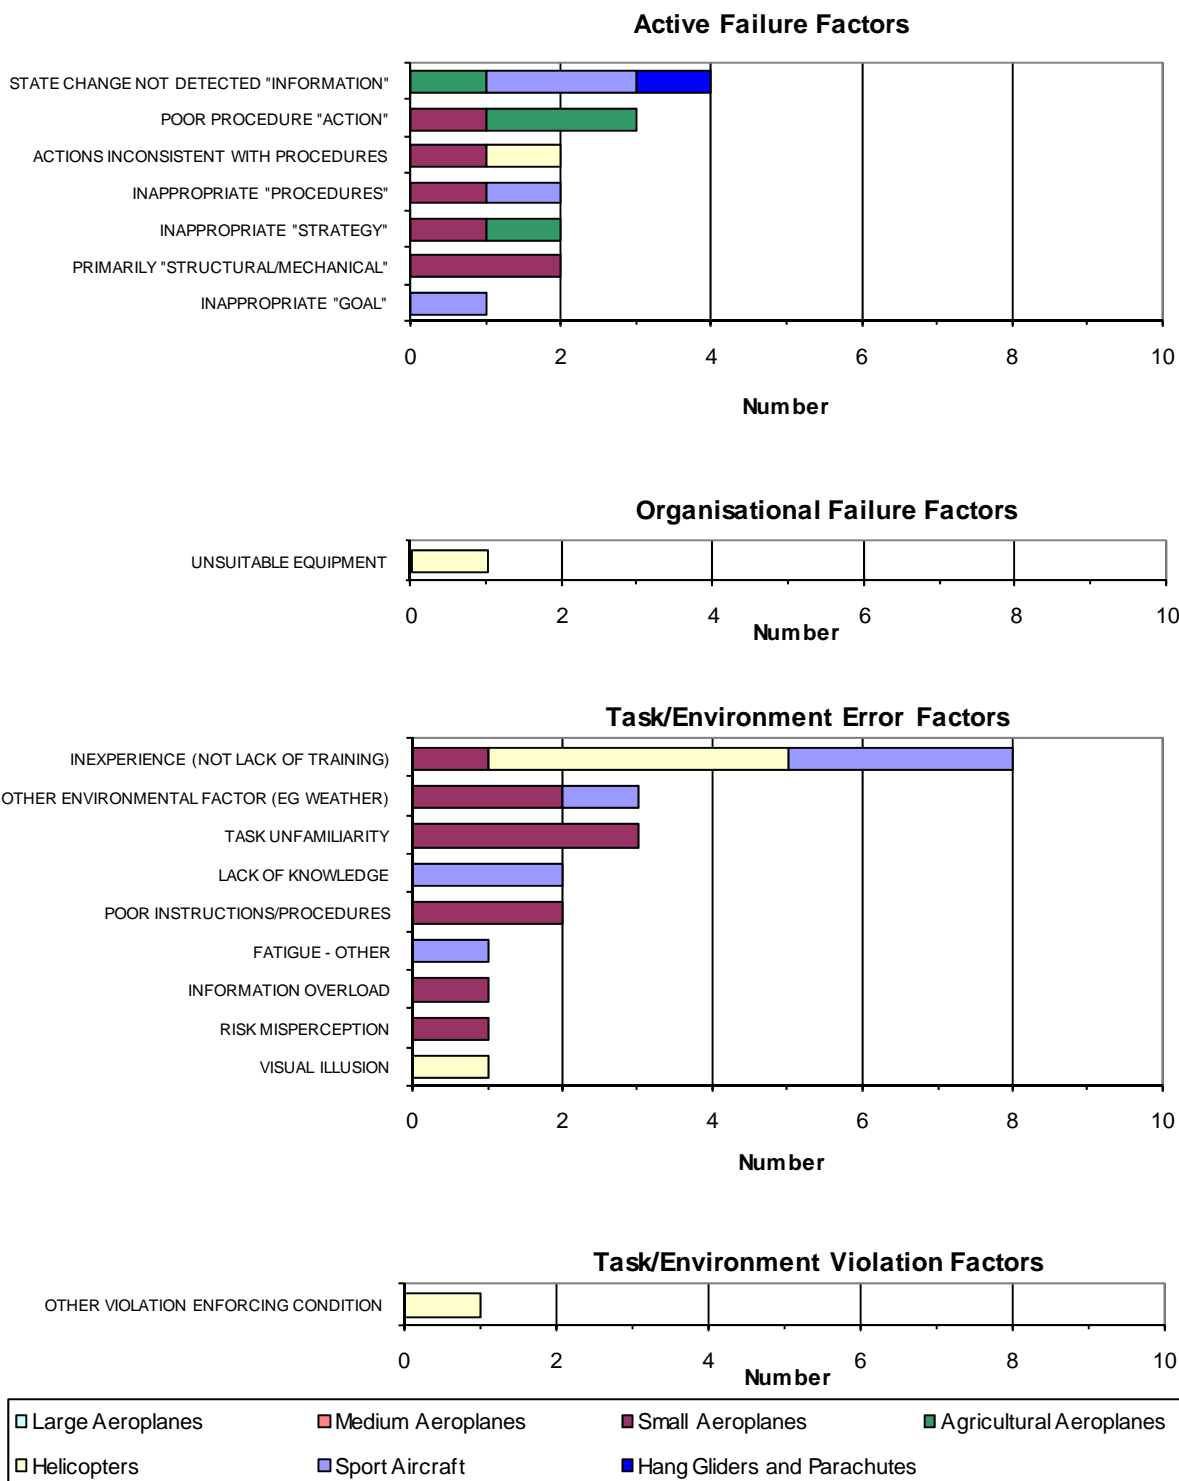 Active Failure Factors
STATE CHANGE NOT DETECTED "INFORMATION"
POOR PROCEDURE "ACTION"
ACTIONS INCONSISTENT WITH PROCEDURES
INAPPROPRIATE "PROCEDURES"
INAPPROPRIATE "STRATEGY"
PRIMARILY "STRUCTURAL/MECHANICAL"
INAPPROPRIATE "GOAL"
0 2 4 6 8 10
Number
Organisational Failure Factors
UNSUITABLE EQUIPMENT
0 2 4 6 8 10
Number
Task/Environment Error Factors
INEXPERIENCE (NOT LACK OF TRAINING)
OTHER ENVIRONMENTAL FACTOR (EG WEATHER)
TASK UNFAMILIARITY
LACK OF KNOWLEDGE
POOR INSTRUCTIONS/PROCEDURES
FATIGUE - OTHER
INFORMATION OVERLOAD
RISK MISPERCEPTION
VISUAL ILLUSION
0 2 4 6 8 10
Number
Task/Environment Violation Factors
OTHER VIOLATION ENFORCING CONDITION
0 2 4 6 8 10
Number
Large Aeroplanes Medium Aeroplanes Small Aeroplanes Agricultural Aeroplanes
Helicopters Sport Aircraft Hang Gliders and Parachutes